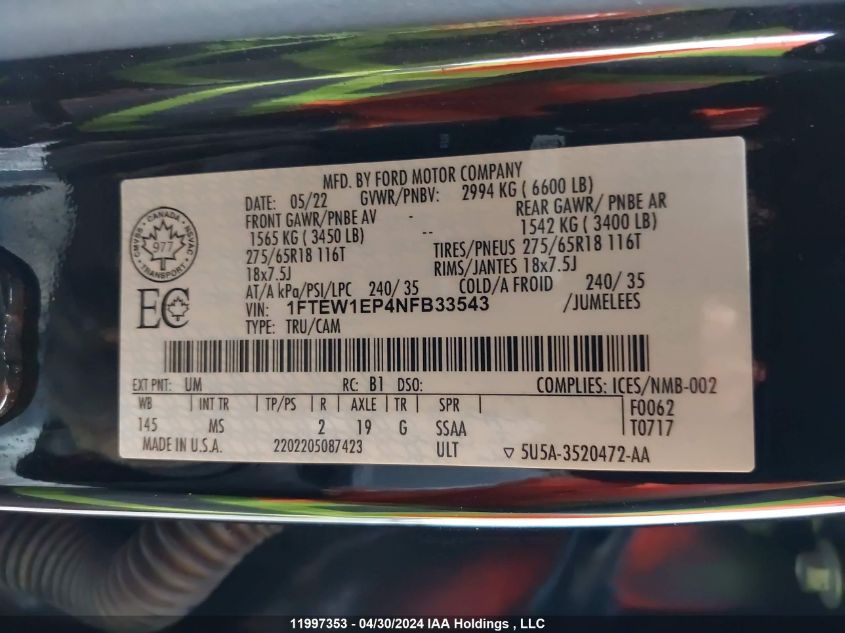 MFD. BY FORD MOTOR COMPANY
DATE: 05/22 GVWR/PNBV: 2994 KG ( 6600 LB)
FRONT GAWR/PNBE AV - REAR GAWR/ PNBE AR
1565 KG ( 3450 LB) -- 1542 KG ( 3400 LB)
275/65R18 116T TIRES/PNEUS 275/65R18 116T
18x7.5J RIMS/JANTES 18x7.5J
AT/A kPa/PSI/LPC 240/ 35 COLD/A FROID 240/ 35
VIN: 1FTEW1EP4NFB33543 /JUMELEES
TYPE: TRU/CAM
CMVSS • CANADA • NSVAC
977
TRANSPORT
EC
EXT PNT: UM RC: B1 DSO: COMPLIES: ICES/NMB-002
WB INT TR TP/PS R AXLE TR SPR F0062
145 MS 2 19 G SSAA T0717
MADE IN U.S.A. 2202205087423 ULT 5U5A-3520472-AA
11997353 - 04/30/2024 IAA Holdings , LLC